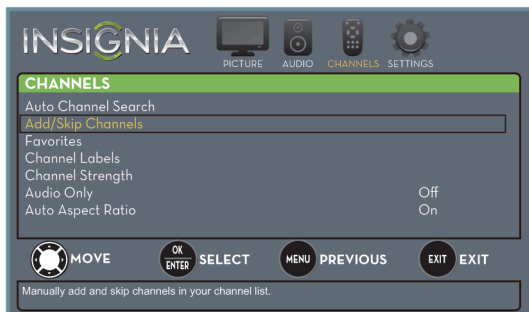 INSIGNIA
PICTURE AUDIO CHANNELS SETTINGS
CHANNELS
Auto Channel Search
Add/Skip Channels
Favorites
Channel Labels
Channel Strength
Audio Only Off
Auto Aspect Ratio On
MOVE OK ENTER SELECT MENU PREVIOUS EXIT EXIT
Manually add and skip channels in your channel list.